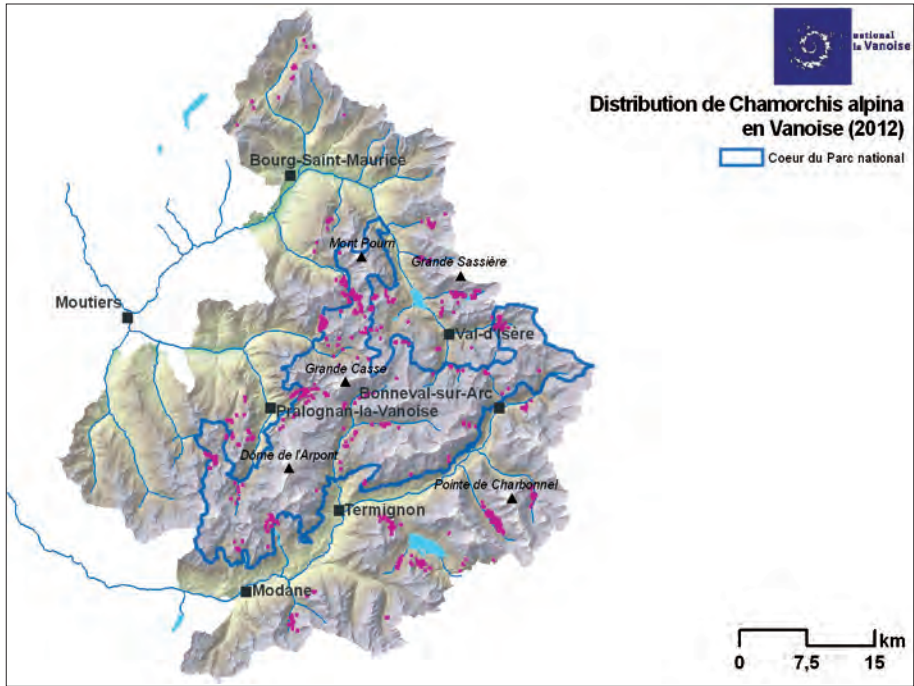 national
la Vanoise
Distribution de Chamorchis alpina
en Vanoise (2012)
Coeur du Parc national
Bourg-Saint-Maurice
Mont Pourri
Grande Sassière
Moutiers
Val-d'Isère
Grande Casse
Bonneval-sur-Arc
Pralognan-la-Vanoise
Dôme de l'Arpont
Pointe de Charbonnel
Termignon
Modane
km
0 7,5 15